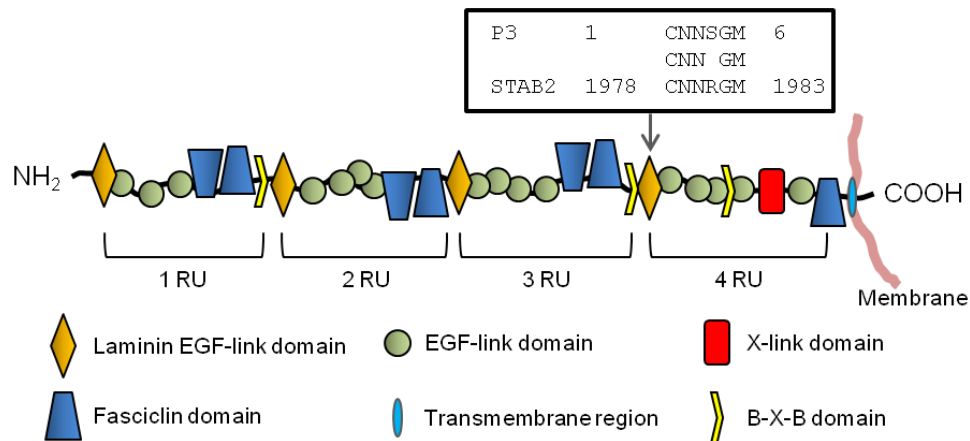 P3 1 CNNSGM 6
CNN GM
STAB2 1978 CNNRGM 1983
NH2
COOH
1 RU
2 RU
3 RU
4 RU
Membrane
Laminin EGF-link domain
EGF-link domain
X-link domain
Fasciclin domain
Transmembrane region
B-X-B domain